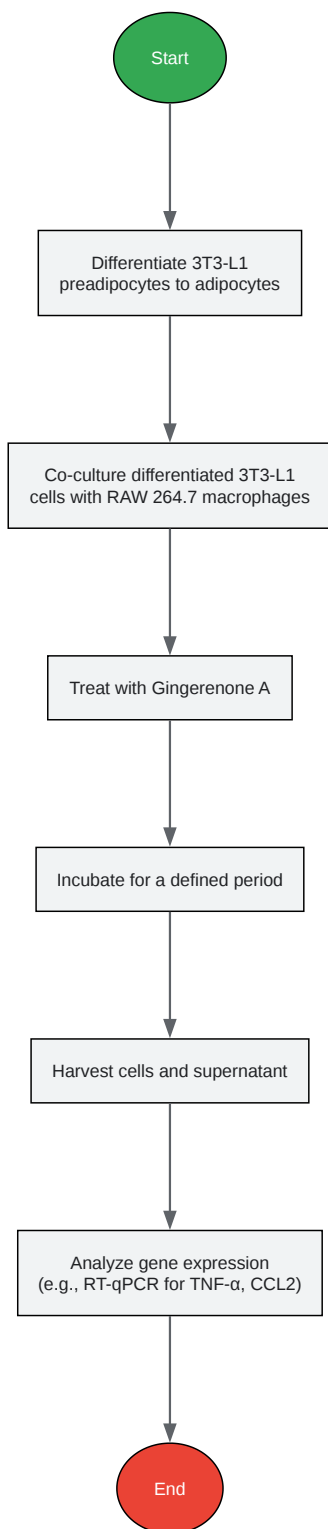 Start
Differentiate 3T3-L1
preadipocytes to adipocytes
Co-culture differentiated 3T3-L1
cells with RAW 264.7 macrophages
Treat with Gingerenone A
Incubate for a defined period
Harvest cells and supernatant
Analyze gene expression
(e.g., RT-qPCR for TNF-α, CCL2)
End